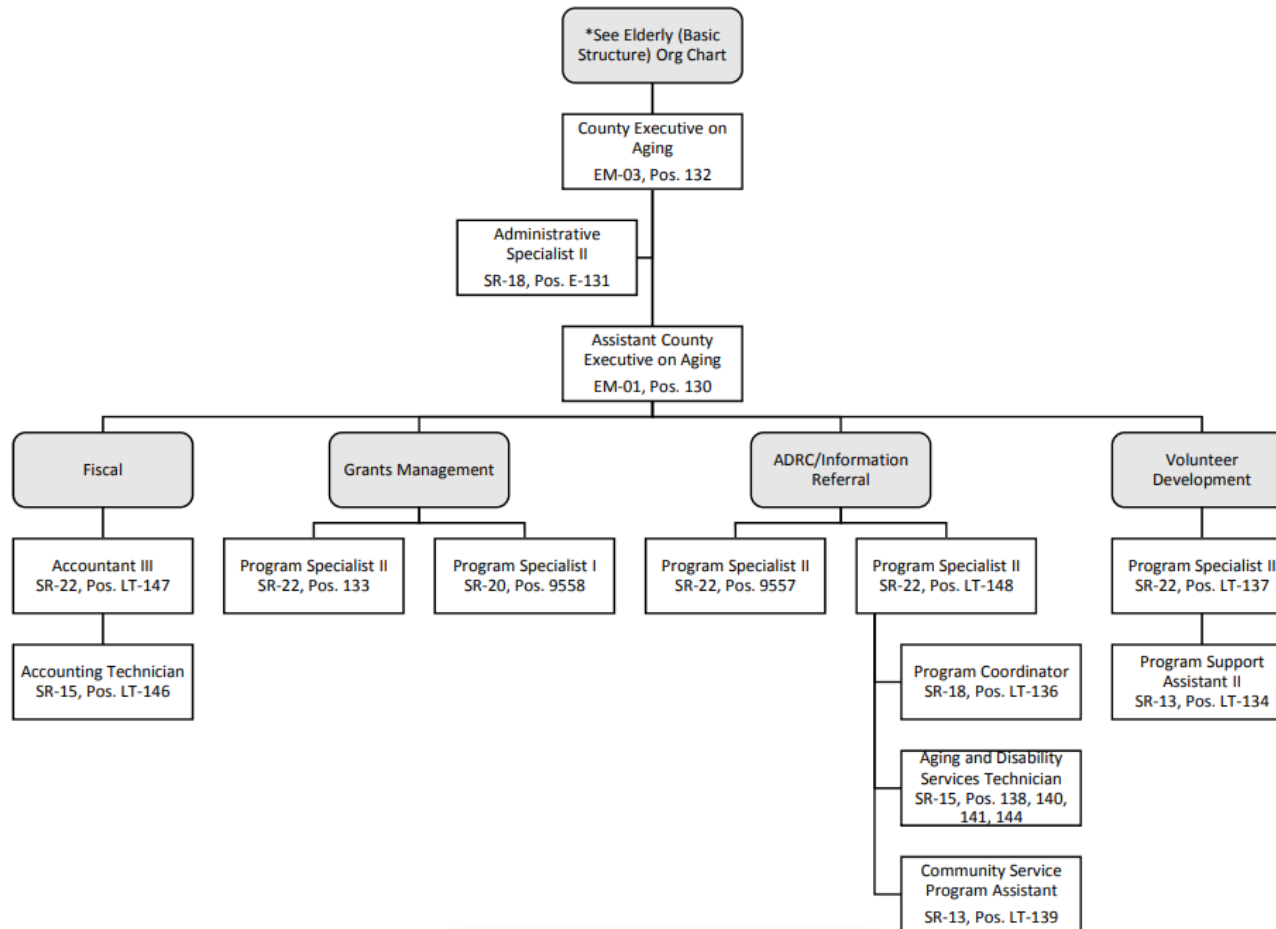 *See Elderly (Basic
Structure) Org Chart
County Executive on
Aging
EM-03, Pos. 132
Administrative
Specialist II
SR-18, Pos. E-131
Assistant County
Executive on Aging
EM-01, Pos. 130
Fiscal
Grants Management
ADRC/Information
Referral
Volunteer
Development
Accountant III
SR-22, Pos. LT-147
Program Specialist II
SR-22, Pos. 133
Program Specialist I
SR-20, Pos. 9558
Program Specialist II
SR-22, Pos. 9557
Program Specialist II
SR-22, Pos. LT-148
Program Specialist II
SR-22, Pos. LT-137
Accounting Technician
SR-15, Pos. LT-146
Program Coordinator
SR-18, Pos. LT-136
Program Support
Assistant II
SR-13, Pos. LT-134
Aging and Disability
Services Technician
SR-15, Pos. 138, 140,
141, 144
Community Service
Program Assistant
SR-13, Pos. LT-139